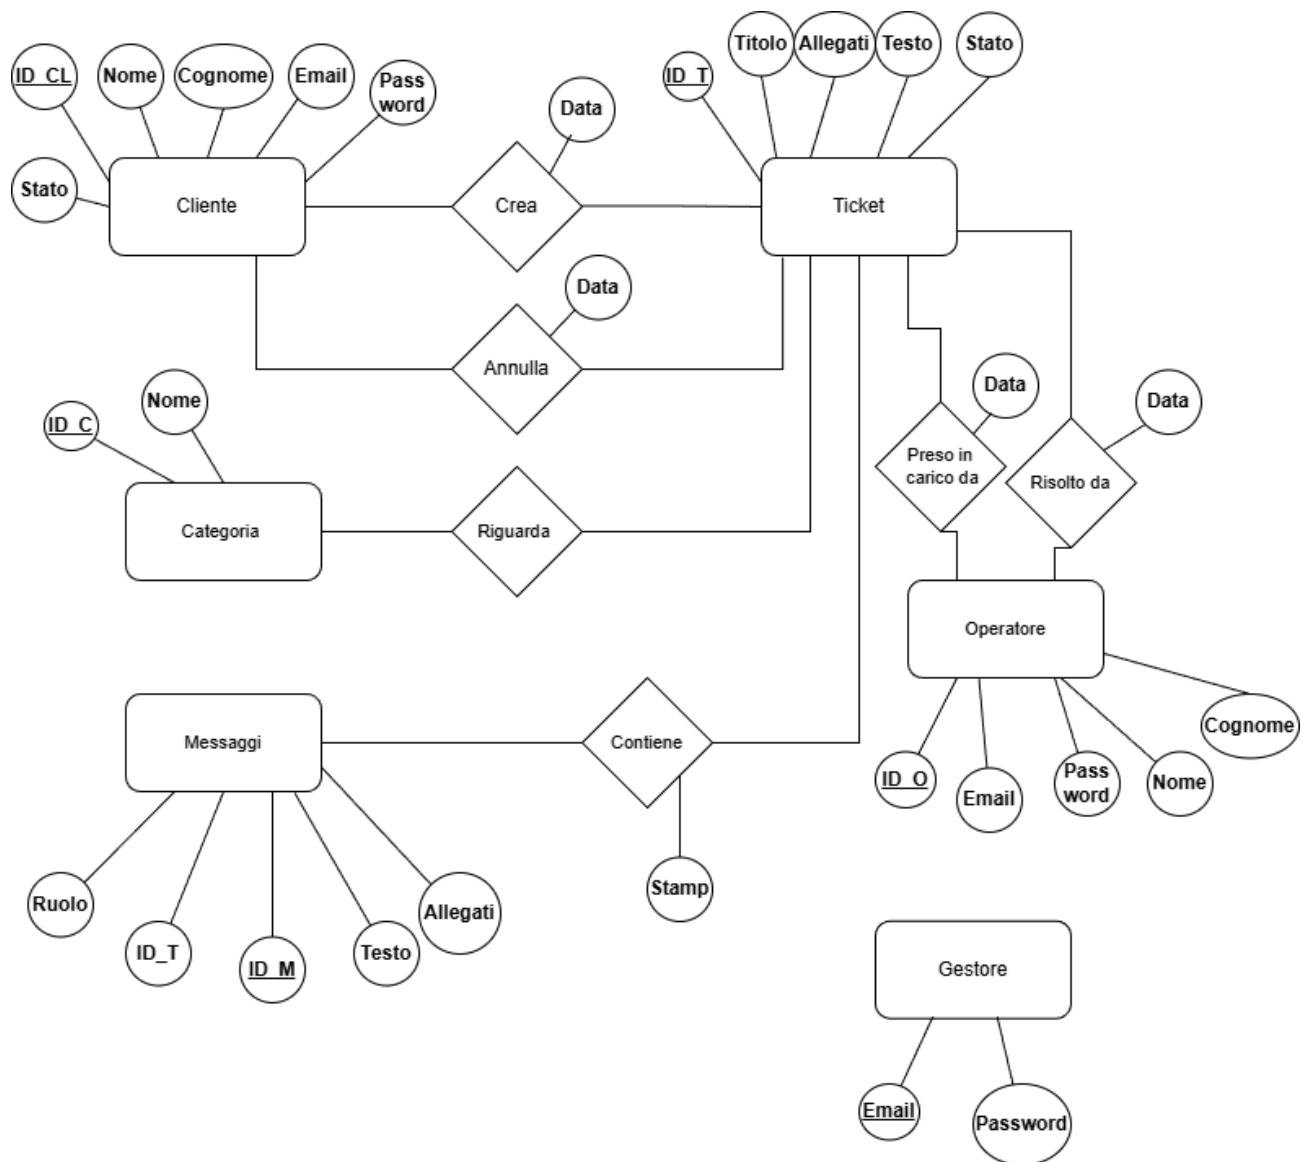 Titolo
Allegati
Testo
Stato
ID_CL
Nome
Cognome
Email
Pass
word
ID_T
Data
Stato
Cliente
Crea
Ticket
Data
Annulla
Nome
ID_C
Data
Data
Preso in
carico da
Risolto da
Categoria
Riguarda
Operatore
Messaggi
Contiene
Cognome
ID_O
Email
Pass
word
Nome
Ruolo
ID_T
ID_M
Testo
Allegati
Stamp
Gestore
Email
Password